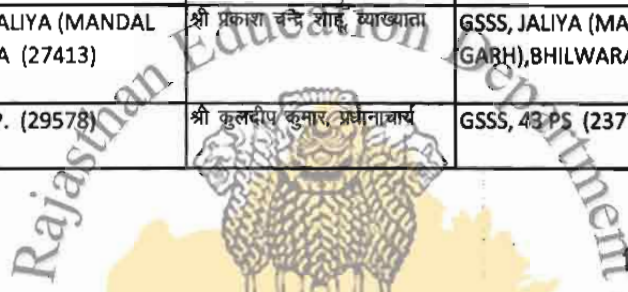 ALIYA (MANDAL श्री प्रकाश चन्द्र शाहू, व्याख्याता GSSS, JALIYA (MA
A (27413) GARH),BHILWARA
P. (29578) श्री कुलदीप कुमार, प्रधानाचार्य GSSS, 43 PS (237
Rajasthan Education Department